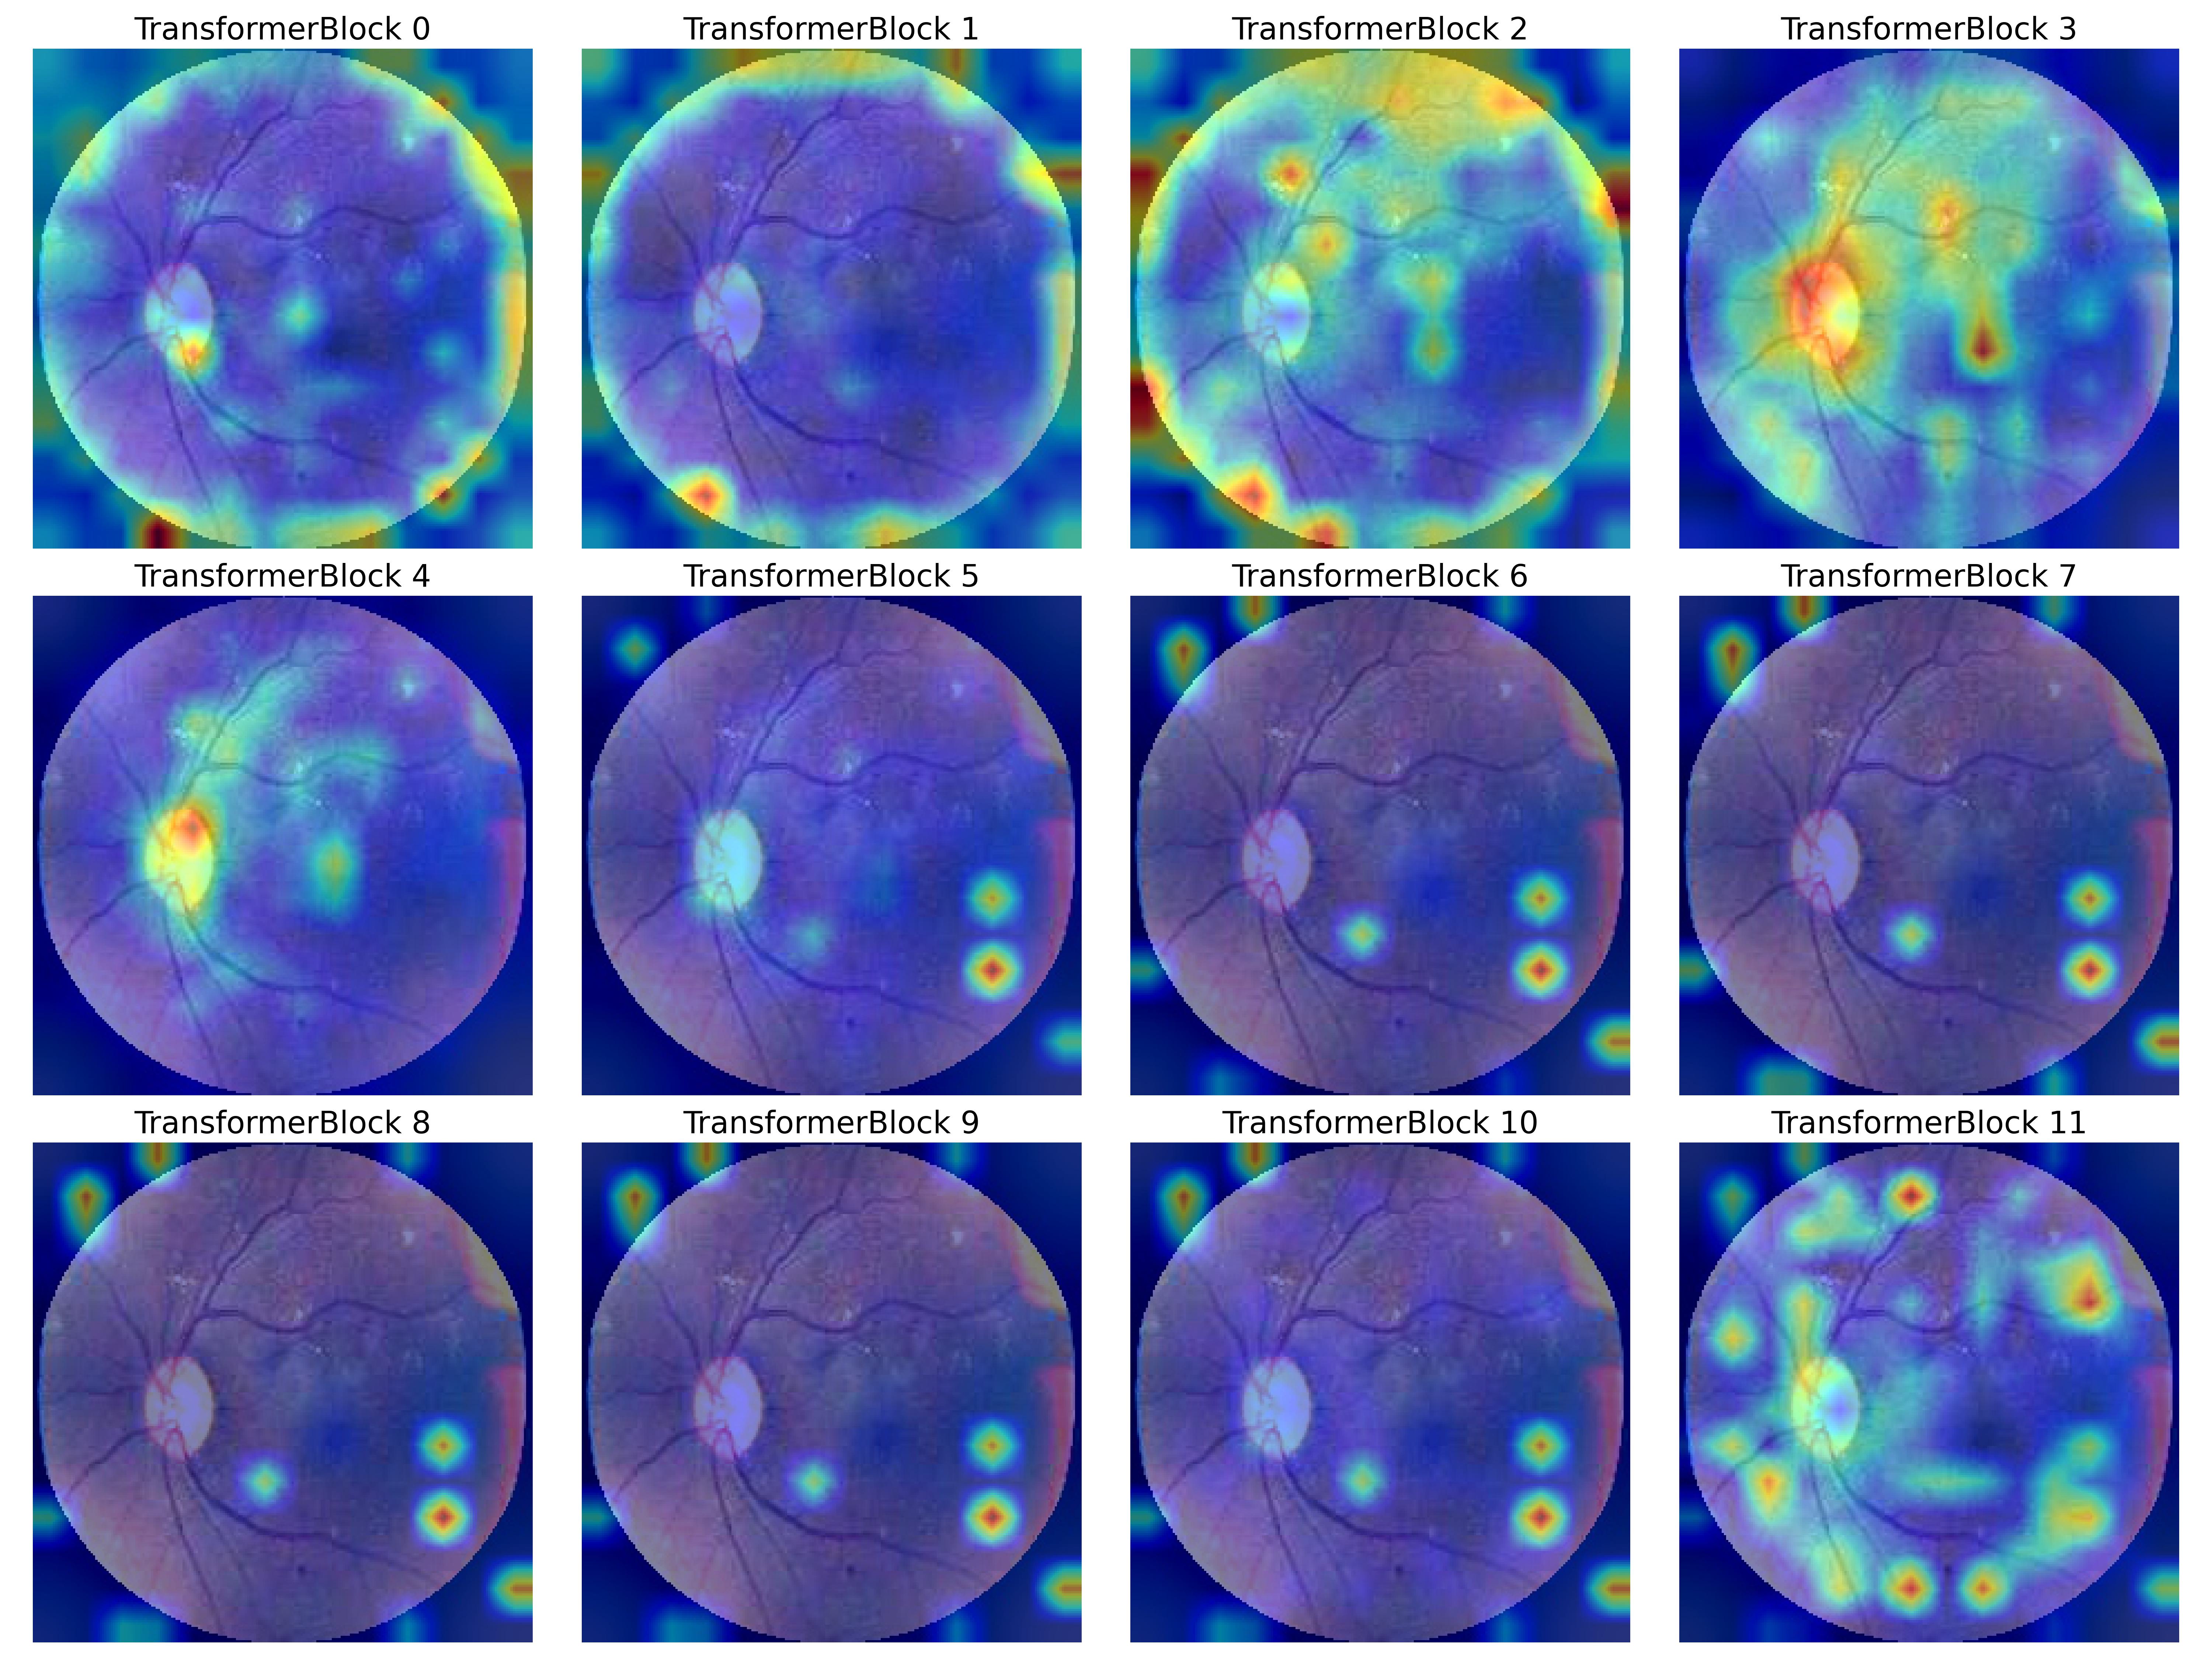 TransformerBlock 0
TransformerBlock 1
TransformerBlock 2
TransformerBlock 3
TransformerBlock 4
TransformerBlock 5
TransformerBlock 6
TransformerBlock 7
TransformerBlock 8
TransformerBlock 9
TransformerBlock 10
TransformerBlock 11